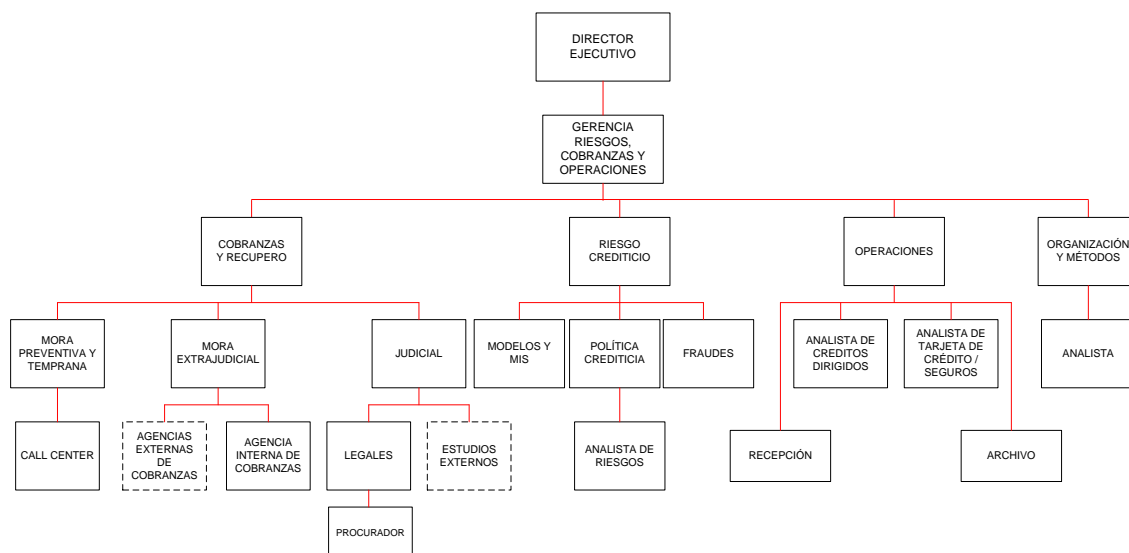 DIRECTOR
EJECUTIVO
GERENCIA
RIESGOS,
COBRANZAS Y
OPERACIONES
COBRANZAS
Y RECUPERO
RIESGO
CREDITICIO
OPERACIONES
ORGANIZACIÓN
Y MÉTODOS
MORA
PREVENTIVA Y
TEMPRANA
MORA
EXTRAJUDICIAL
JUDICIAL
MODELOS Y
MIS
POLÍTICA
CREDITICIA
FRAUDES
ANALISTA DE
CREDITOS
DIRIGIDOS
ANALISTA DE
TARJETA DE
CRÉDITO /
SEGUROS
ANALISTA
CALL CENTER
AGENCIAS
EXTERNAS
DE
COBRANZAS
AGENCIA
INTERNA DE
COBRANZAS
LEGALES
ESTUDIOS
EXTERNOS
ANALISTA DE
RIESGOS
RECEPCIÓN
ARCHIVO
PROCURADOR